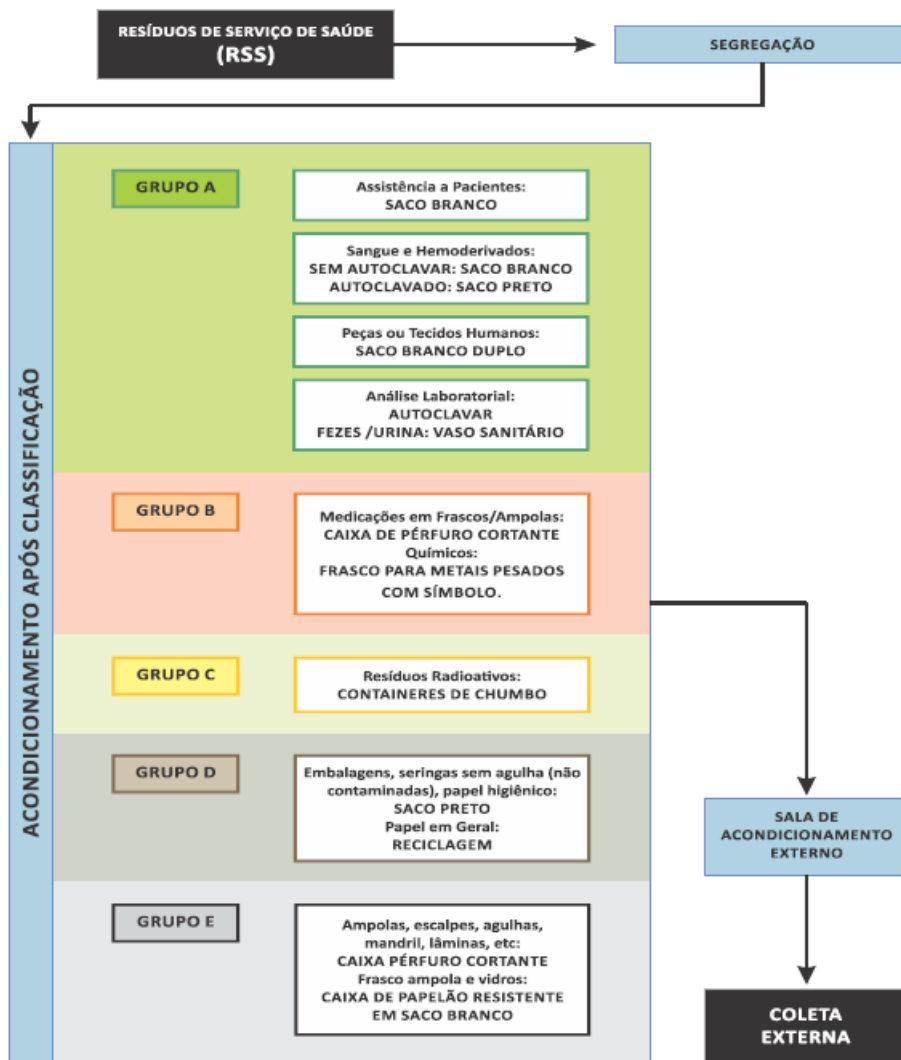 RESÍDUOS DE SERVIÇO DE SAÚDE
(RSS)
SEGREGAÇÃO
ACONDICIONAMENTO APÓS CLASSIFICAÇÃO
GRUPO A
Assistência a Pacientes:
SACO BRANCO
Sangue e Hemoderivados:
SEM AUTOCLAVAR: SACO BRANCO
AUTOCLAVADO: SACO PRETO
Peças ou Tecidos Humanos:
SACO BRANCO DUPLO
Análise Laboratorial:
AUTOCLAVAR
FEZES /URINA: VASO SANITÁRIO
GRUPO B
Medicações em Frascos/Ampolas:
CAIXA DE PÉRFURO CORTANTE
Químicos:
FRASCO PARA METAIS PESADOS
COM SÍMBOLO.
GRUPO C
Resíduos Radioativos:
CONTAINERES DE CHUMBO
GRUPO D
Embalagens, seringas sem agulha (não
contaminadas), papel higiênico:
SACO PRETO
Papel em Geral:
RECICLAGEM
GRUPO E
Ampolas, escalpes, agulhas,
mandril, lâminas, etc:
CAIXA PÉRFURO CORTANTE
Frasco ampola e vidros:
CAIXA DE PAPELÃO RESISTENTE
EM SACO BRANCO
SALA DE
ACONDICIONAMENTO
EXTERNO
COLETA
EXTERNA